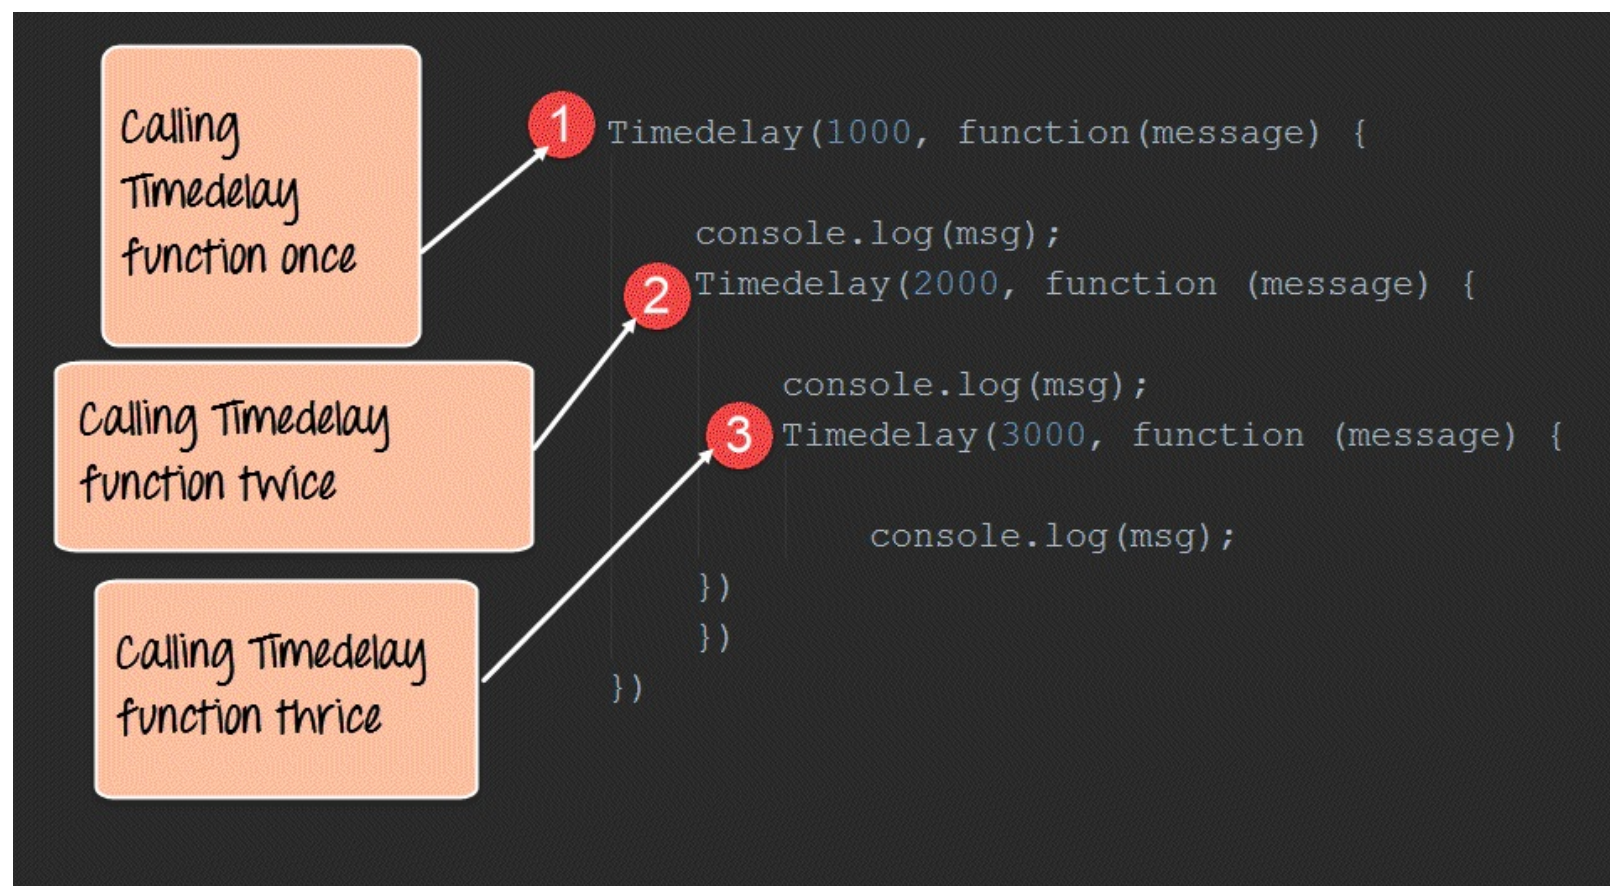 Calling
Timedelay
function once
Calling Timedelay
function twice
Calling Timedelay
function thrice
1 Timedelay(1000, function(message) {
console.log(msg);
2 Timedelay(2000, function (message) {
console.log(msg);
3 Timedelay(3000, function (message) {
console.log(msg);
})
})
})